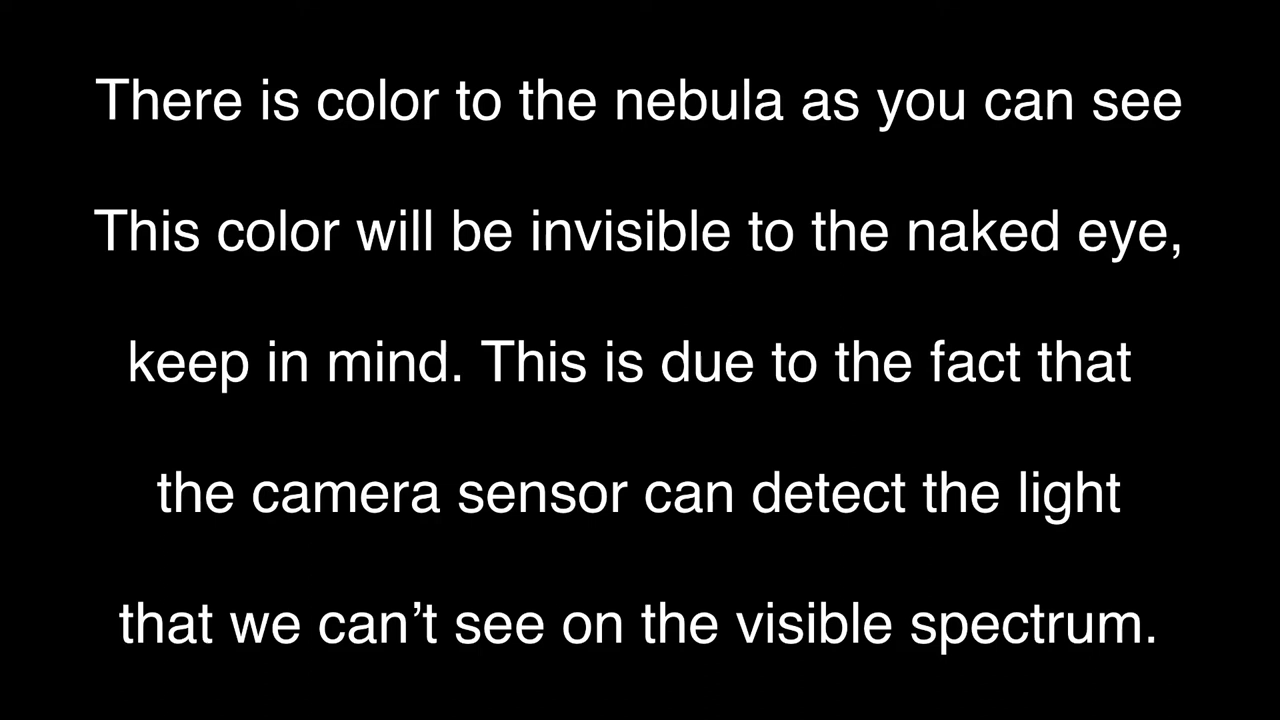 There is color to the nebula as you can see
This color will be invisible to the naked eye,
keep in mind. This is due to the fact that
the camera sensor can detect the light
that we can’t see on the visible spectrum.